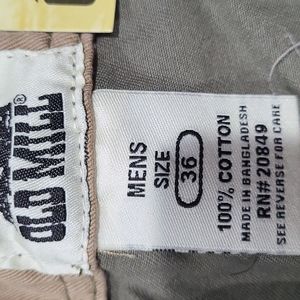 OLD MILL®
MENS
SIZE
36
100% COTTON
MADE IN BANGLADESH
RN# 20849
SEE REVERSE FOR CARE